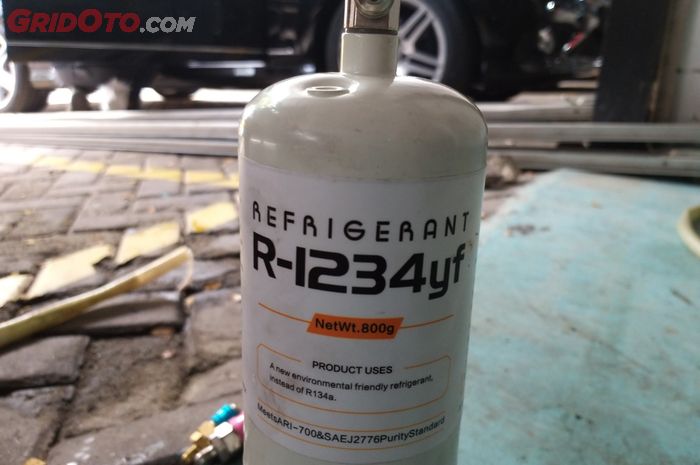 GRIDOTO.COM
REFRIGERANT
R-1234yf
NetWt.800g
PRODUCT USES
A new environmental friendly refrigerant,
instead of R134a.
MeetsARI-700&SAEJ2776PurityStandard